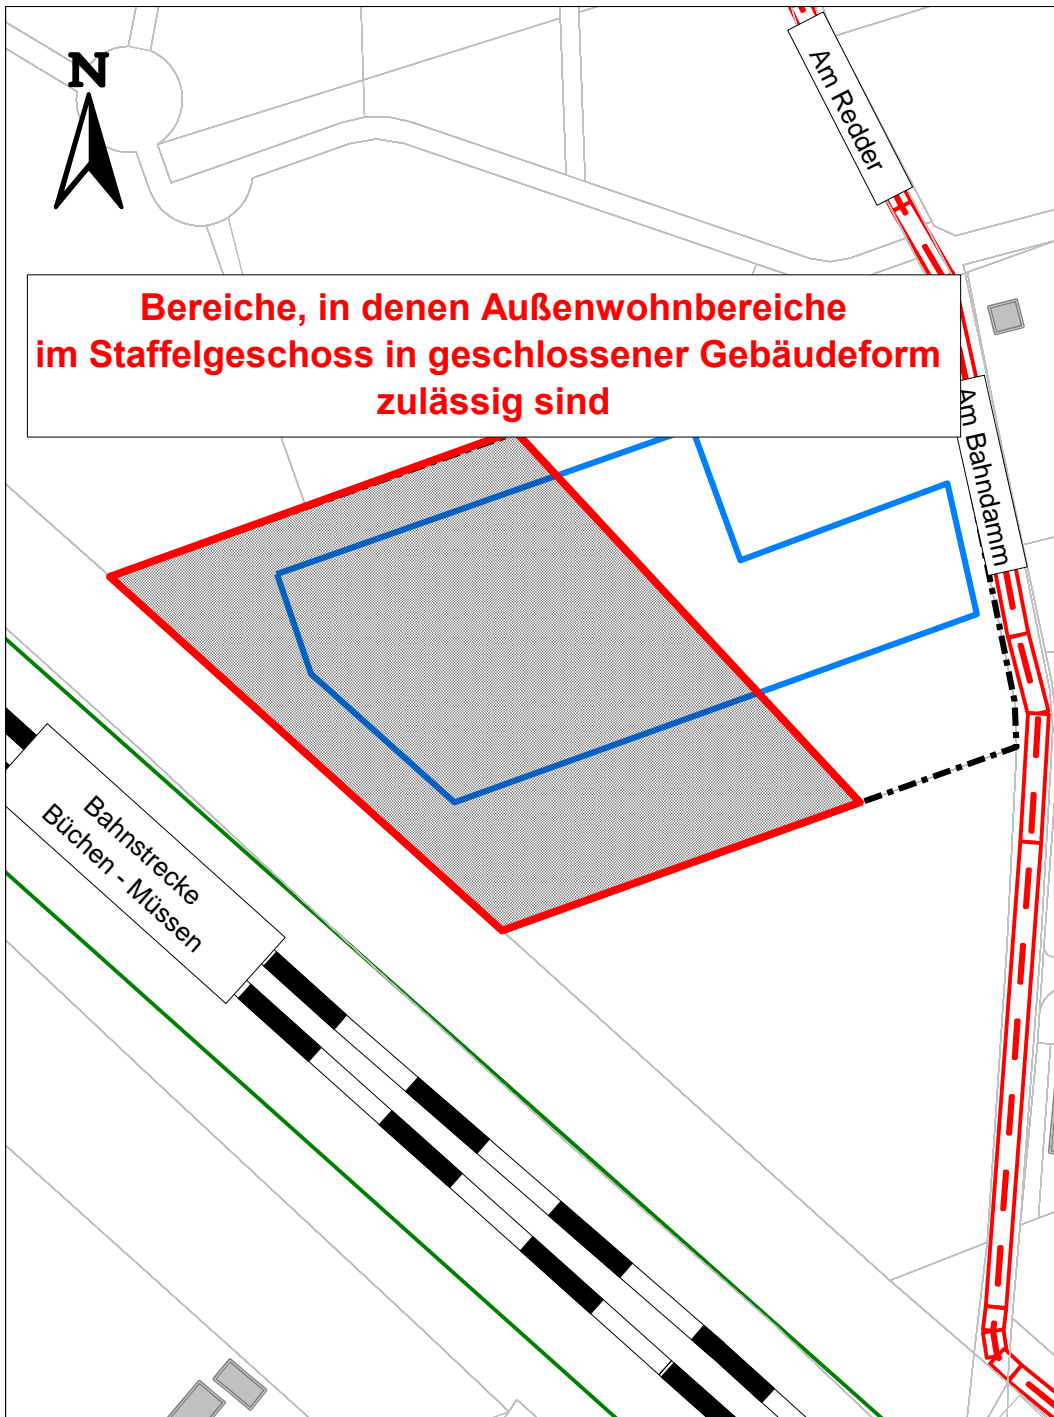 N
Am Redder
Bereiche, in denen Außenwohnbereiche
im Staffelgeschoss in geschlossener Gebäudeform
zulässig sind
Am Bahndamm
Bahnstrecke
Büchen - Müssen